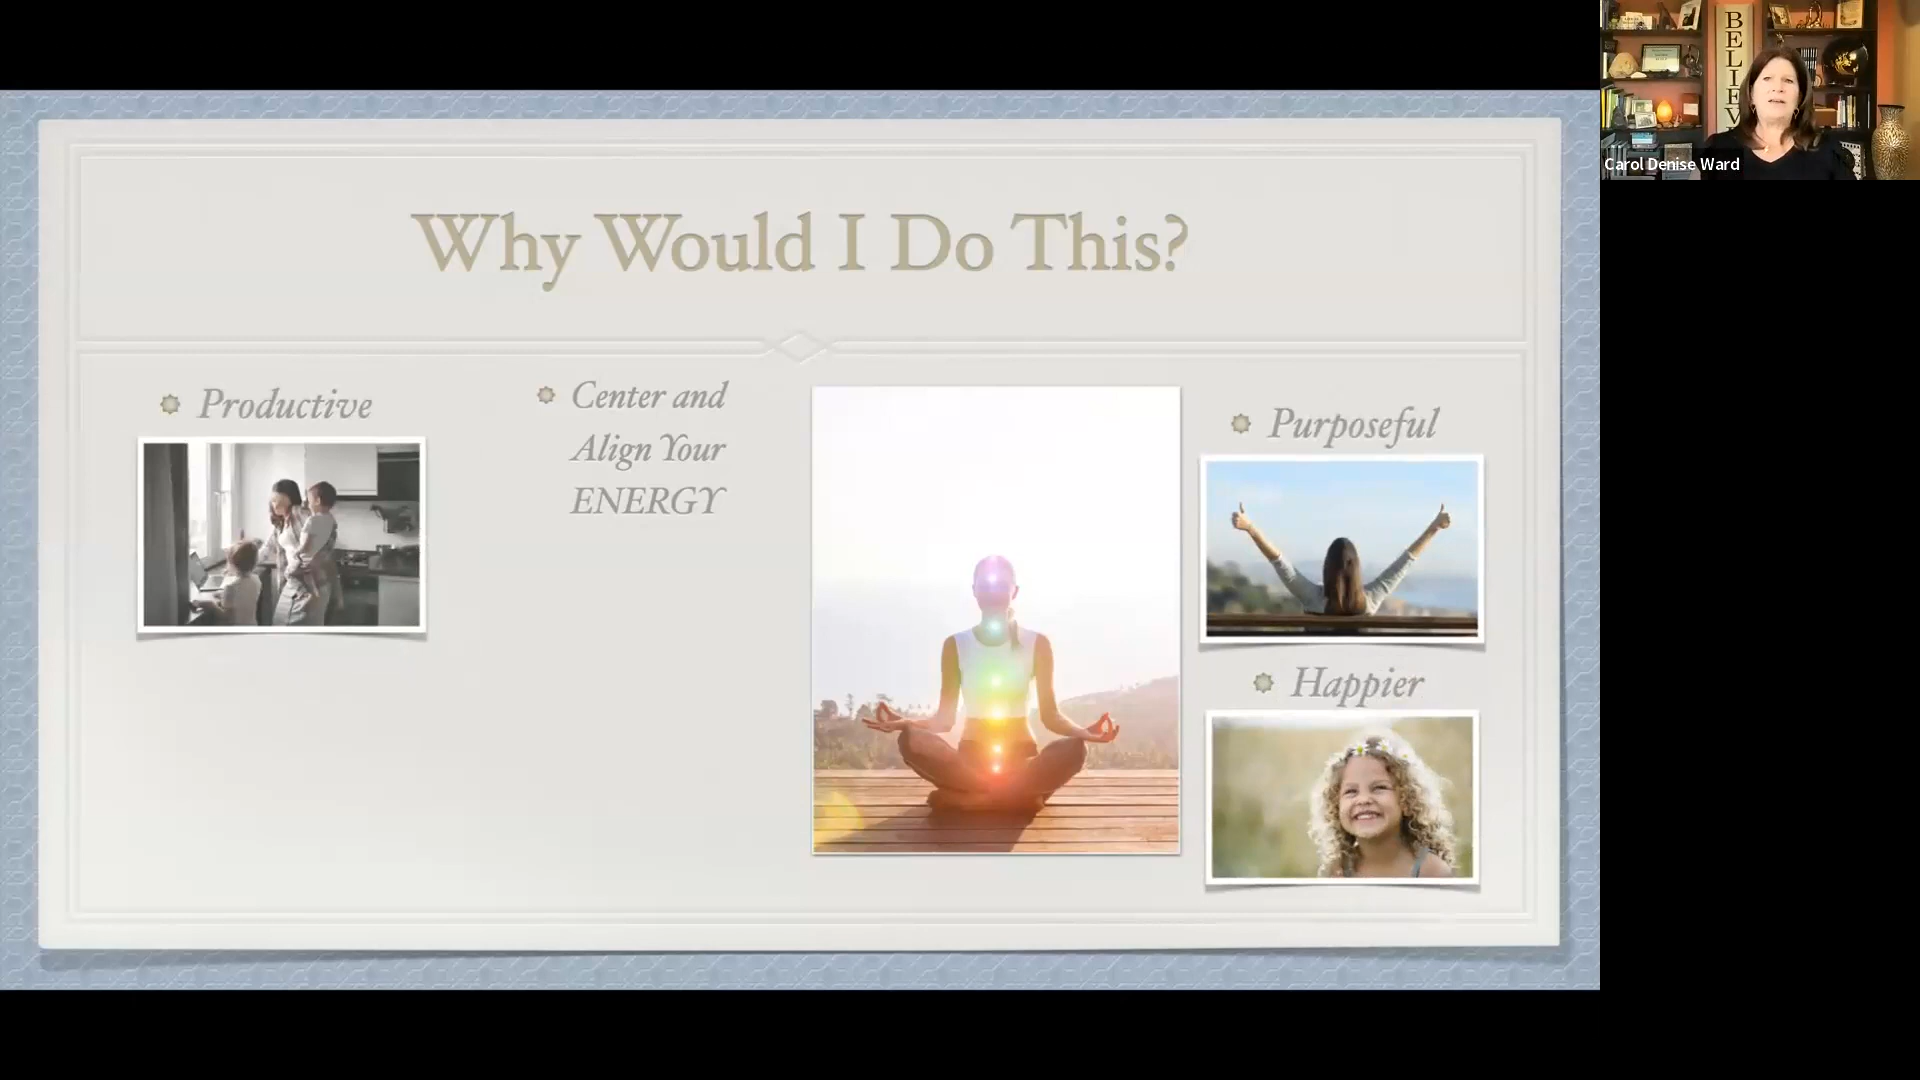 Why Would I Do This?
Productive
Center and
Align Your
ENERGY
Purposeful
Happier
BELIEV
Carol Denise Ward